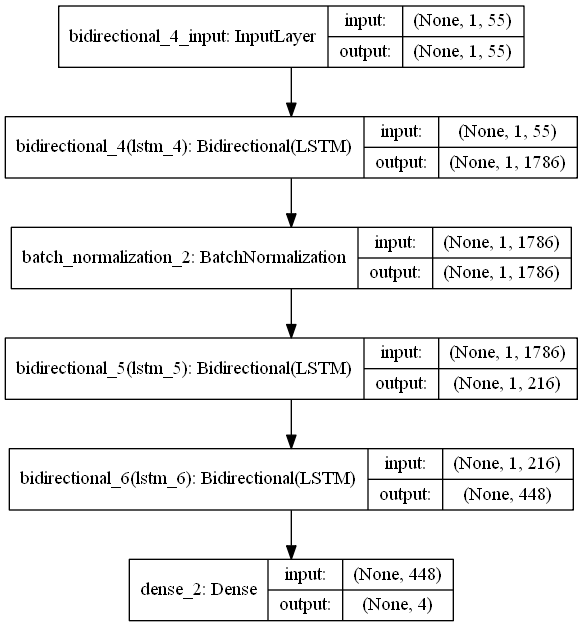 bidirectional_4_input: InputLayer
input: (None, 1, 55)
output: (None, 1, 55)
bidirectional_4(lstm_4): Bidirectional(LSTM)
input: (None, 1, 55)
output: (None, 1, 1786)
batch_normalization_2: BatchNormalization
input: (None, 1, 1786)
output: (None, 1, 1786)
bidirectional_5(lstm_5): Bidirectional(LSTM)
input: (None, 1, 1786)
output: (None, 1, 216)
bidirectional_6(lstm_6): Bidirectional(LSTM)
input: (None, 1, 216)
output: (None, 448)
dense_2: Dense
input: (None, 448)
output: (None, 4)